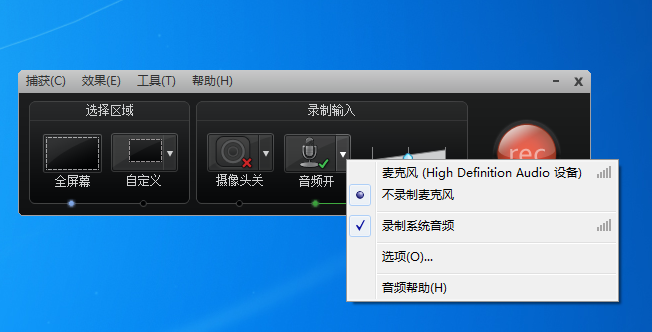 捕获(C) 效果(E) 工具(T) 帮助(H)
选择区域 录制输入
rec
全屏幕 自定义 摄像头关 音频开
麦克风 (High Definition Audio 设备)
不录制麦克风
录制系统音频
选项(O)...
音频帮助(H)